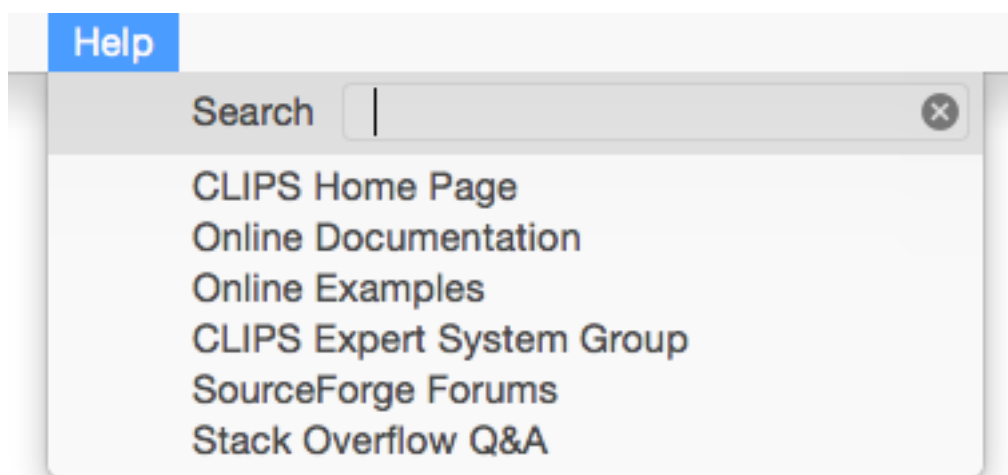 Help
Search
CLIPS Home Page
Online Documentation
Online Examples
CLIPS Expert System Group
SourceForge Forums
Stack Overflow Q&A